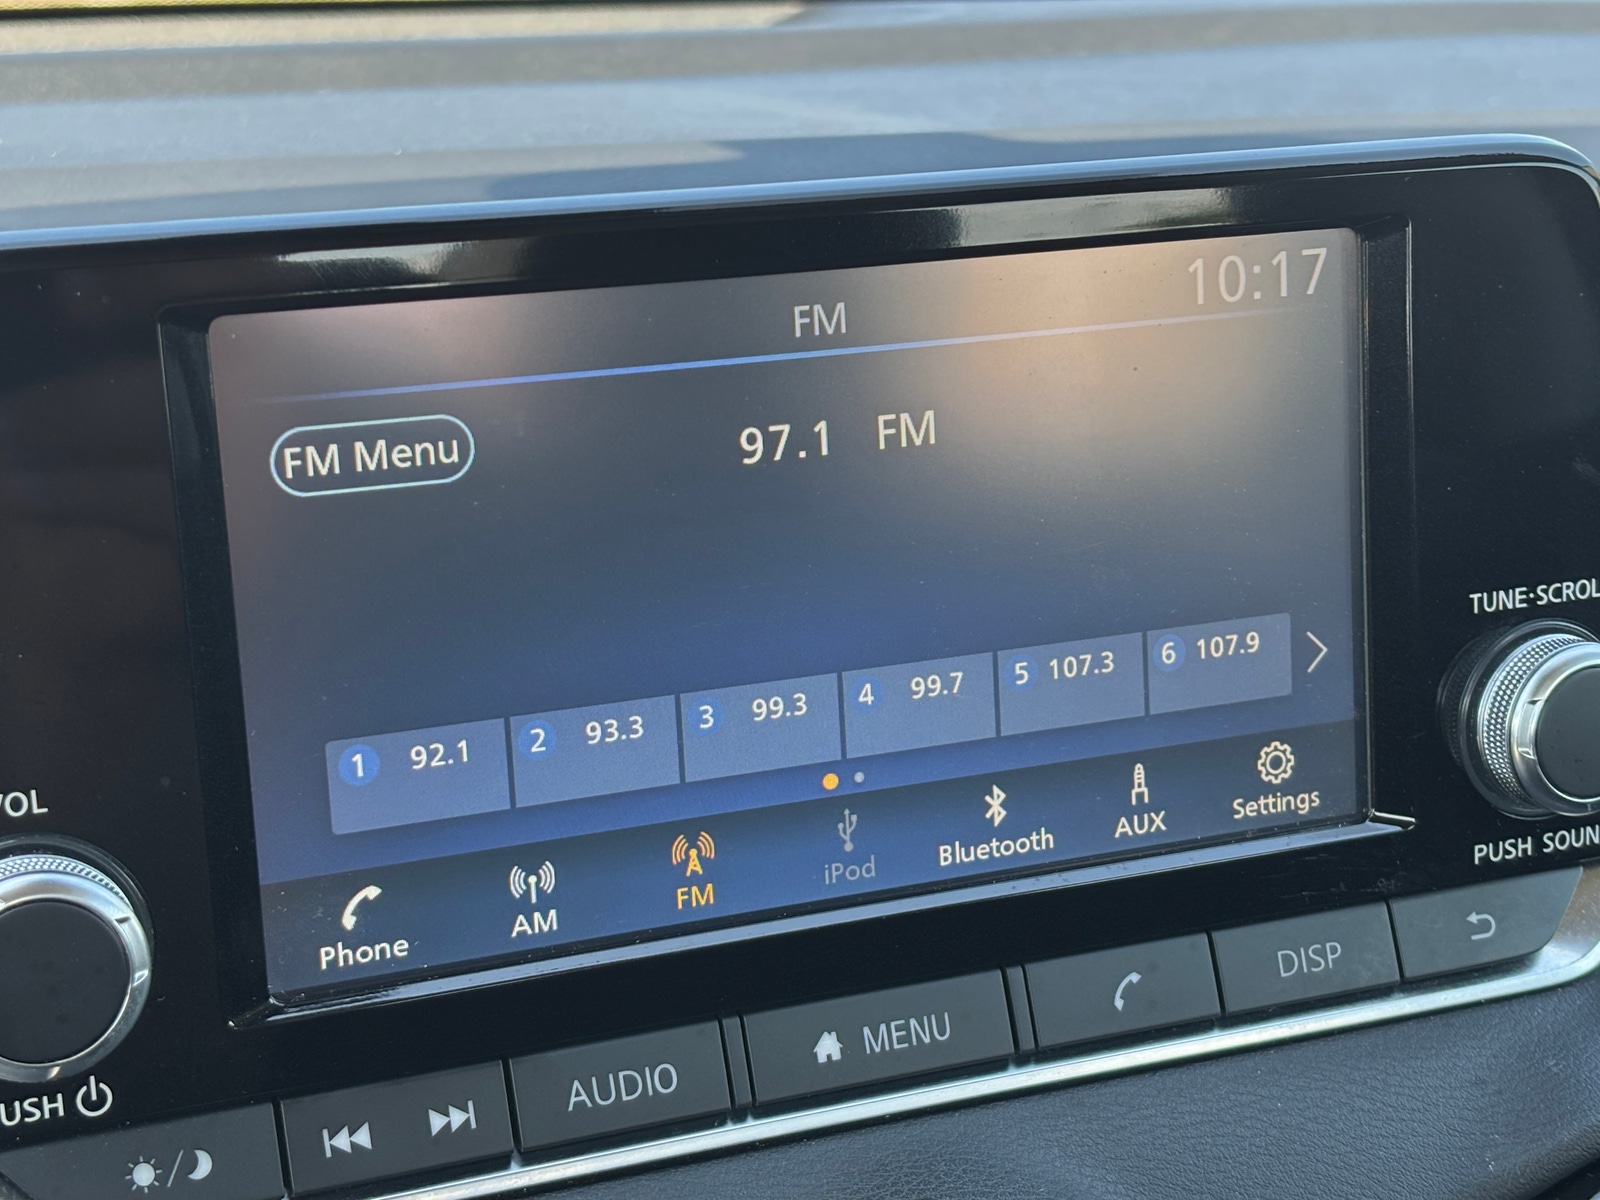 10:17
FM
FM Menu
97.1 FM
1 92.1
2 93.3
3 99.3
4 99.7
5 107.3
6 107.9
Phone
AM
FM
iPod
Bluetooth
AUX
Settings
VOL
USH
TUNE·SCROL
PUSH SOUN
AUDIO
MENU
DISP